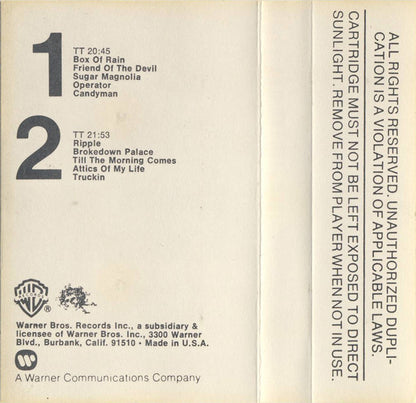 1
TT 20:45
Box Of Rain
Friend Of The Devil
Sugar Magnolia
Operator
Candyman
2
TT 21:53
Ripple
Brokedown Palace
Till The Morning Comes
Attics Of My Life
Truckin
Warner Bros. Records Inc., a subsidiary &
licensee of Warner Bros. Inc., 3300 Warner
Blvd., Burbank, Calif. 91510 • Made in U.S.A.
A Warner Communications Company
ALL RIGHTS RESERVED. UNAUTHORIZED DUPLI-
CATION IS A VIOLATION OF APPLICABLE LAWS.
CARTRIDGE MUST NOT BE LEFT EXPOSED TO DIRECT
SUNLIGHT. REMOVE FROM PLAYER WHEN NOT IN USE.